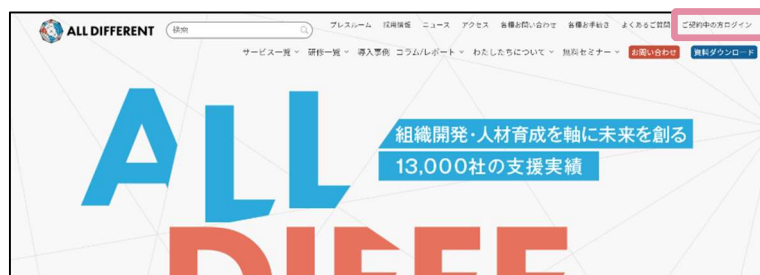 ALL DIFFERENT 検索 プレスルーム 採用情報 ニュース アクセス 各種お問い合わせ 各種お手続き よくあるご質問 ご契約中の方ログイン
サービス一覧 研修一覧 導入事例 コラム/レポート わたしたちについて 無料セミナー お問い合わせ 資料ダウンロード
ALL
組織開発・人材育成を軸に未来を創る
13,000社の支援実績
DIFFE